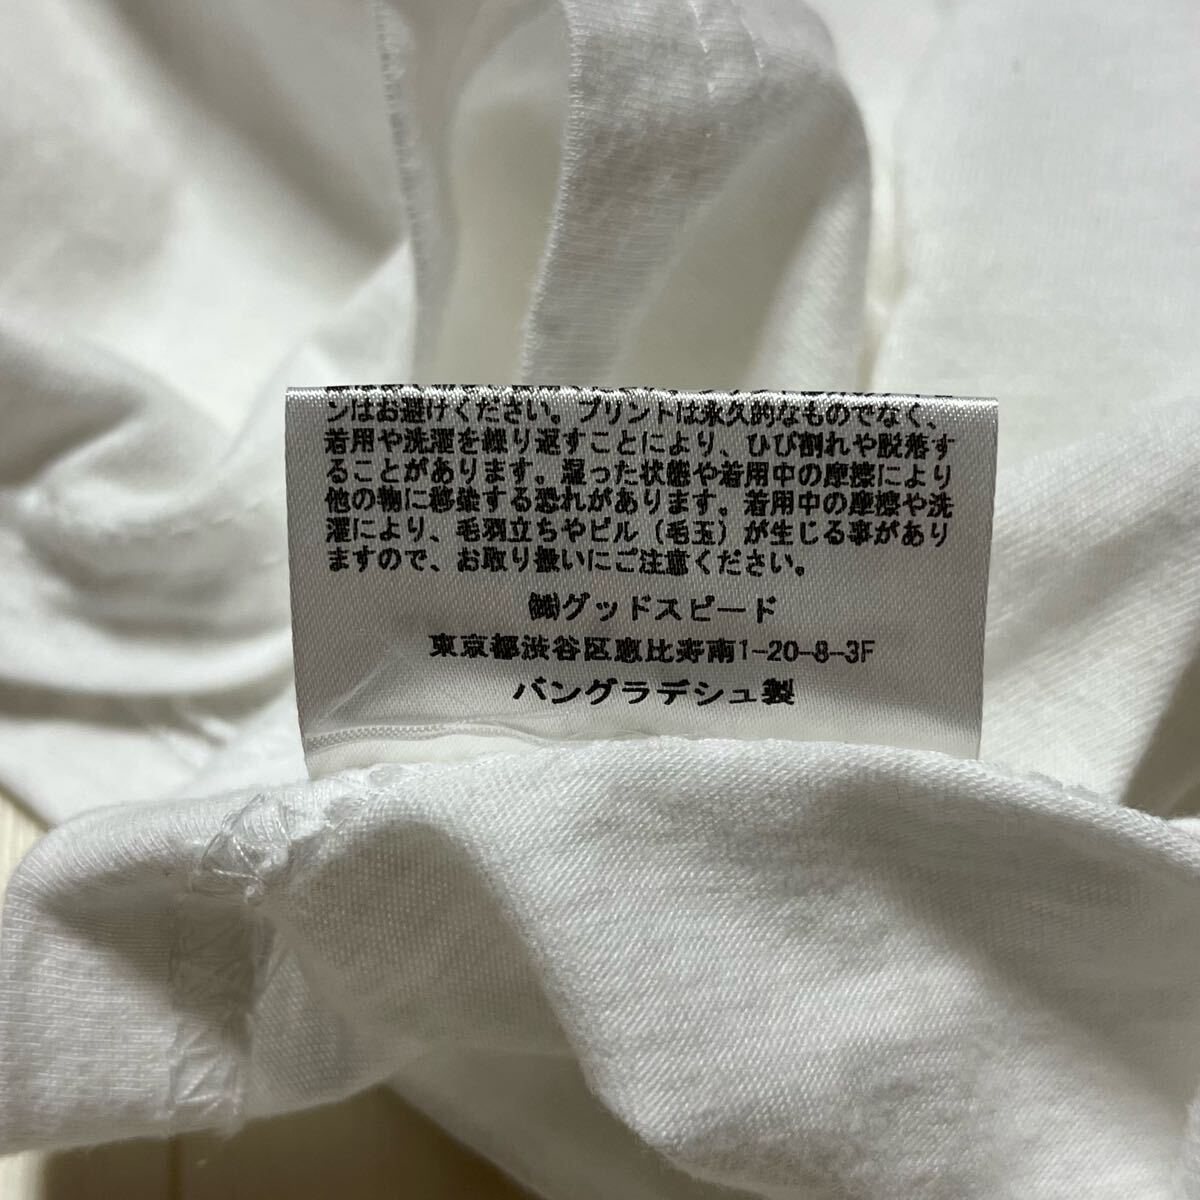 ンはお避けください。プリントは永久的なものでなく、
着用や洗濯を繰り返すことにより、ひび割れや脱落す
ることがあります。湿った状態や着用中の摩擦により
他の物に移染する恐れがあります。着用中の摩擦や洗
濯により、毛羽立ちやピル（毛玉）が生じる事があり
ますので、お取り扱いにご注意ください。
㈱グッドスピード
東京都渋谷区恵比寿南1-20-8-3F
バングラデシュ製